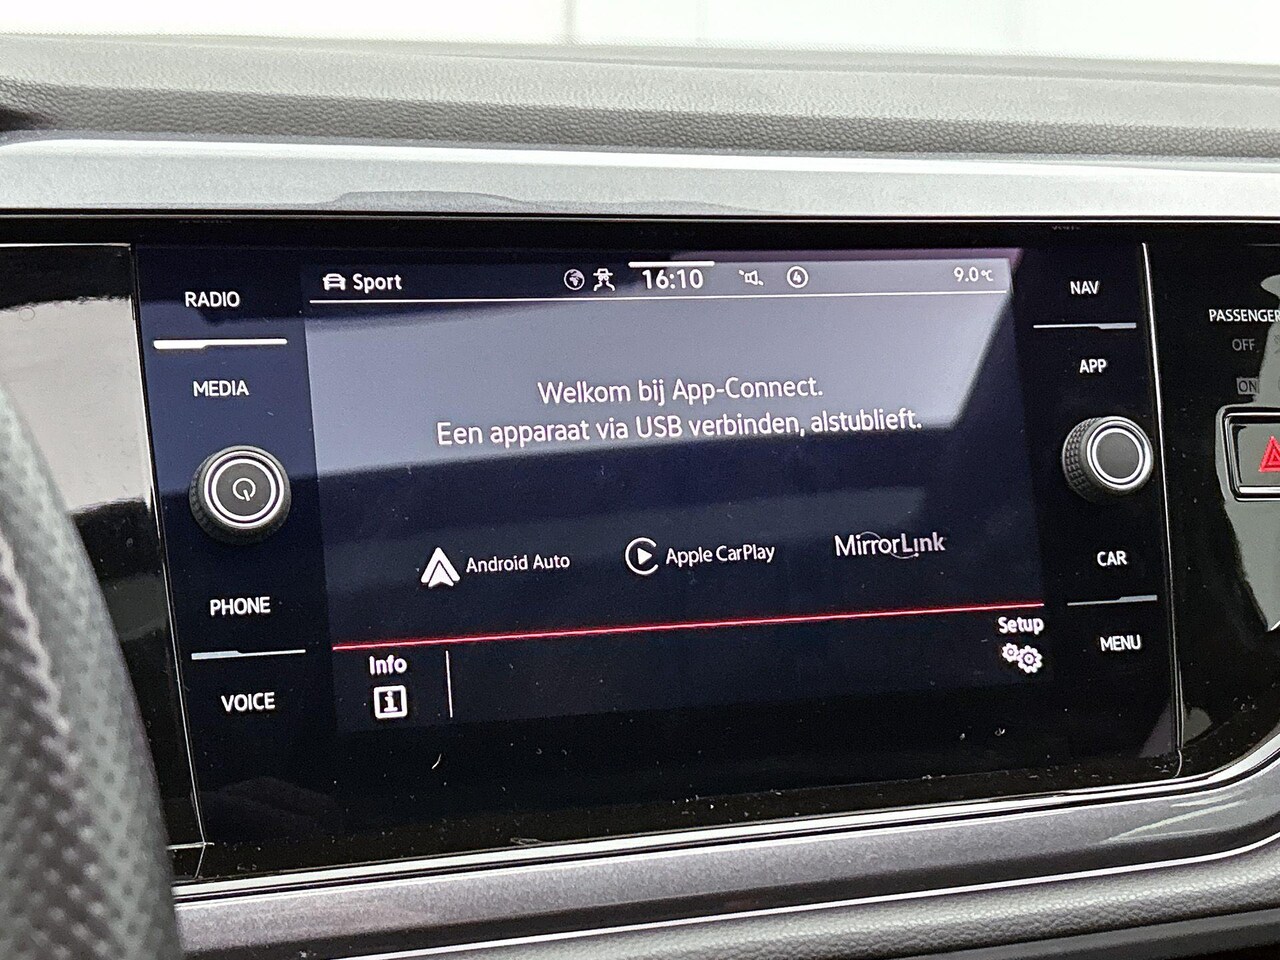 RADIO
MEDIA
PHONE
VOICE
Sport
16:10
4
9.0°C
Welkom bij App-Connect.
Een apparaat via USB verbinden, alstublieft.
Android Auto
Apple CarPlay
MirrorLink
Info
i
Setup
NAV
APP
CAR
MENU
PASSENGER
OFF
ON